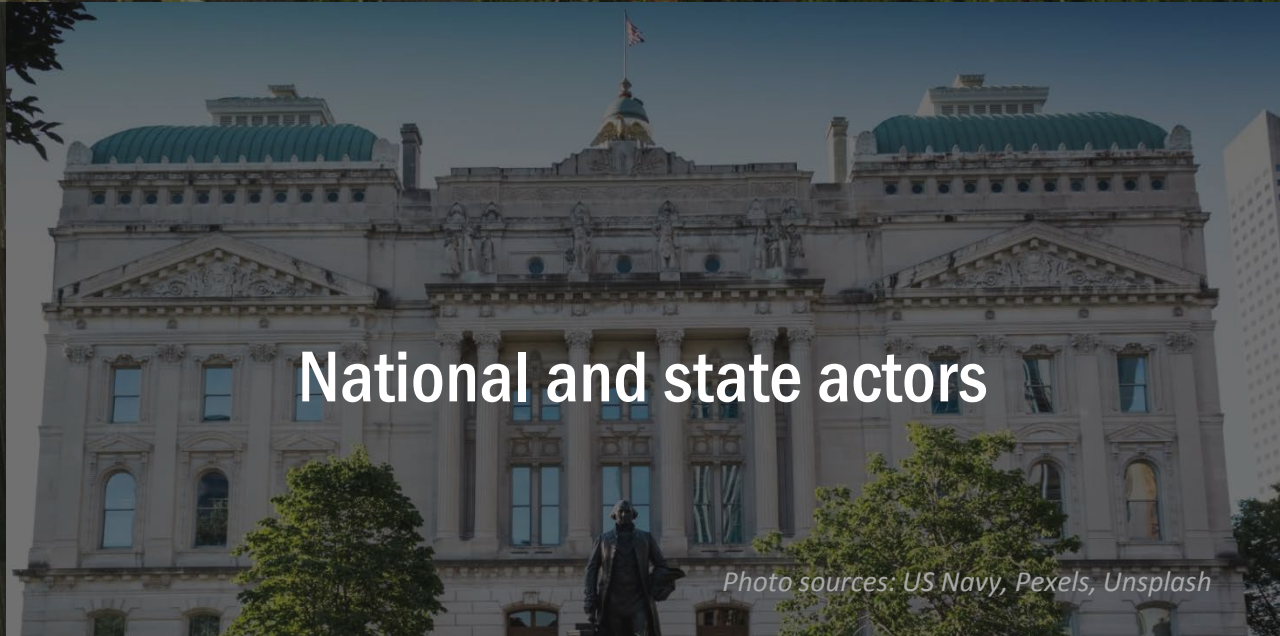 National and state actors
Photo sources: US Navy, Pexels, Unsplash